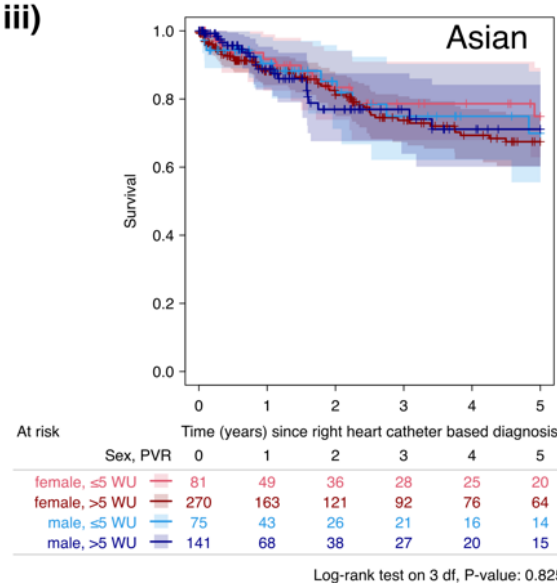 iii)
Asian
1.0
0.8
0.6
0.4
0.2
0.0
Survival
0 1 2 3 4 5
At risk Time (years) since right heart catheter based diagnosis
Sex, PVR 0 1 2 3 4 5
female, ≤5 WU 81 49 36 28 25 20
female, >5 WU 270 163 121 92 76 64
male, ≤5 WU 75 43 26 21 16 14
male, >5 WU 141 68 38 27 20 15
Log-rank test on 3 df, P-value: 0.825